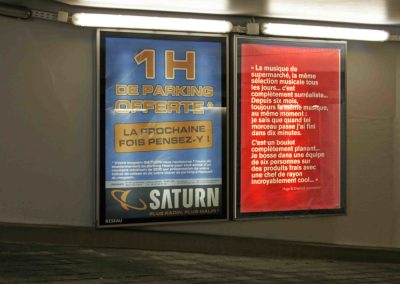 1H
DE PARKING
OFFERTE *
LA PROCHAINE
FOIS PENSEZ-Y !
SATURN
PLUS RADIN, PLUS MALIN !
RESEAU
« La musique de
supermarché, la même
sélection musicale tous
les jours... c'est
complètement surréaliste...
Depuis six mois,
toujours la même musique,
au même moment :
je sais que quand tel
morceau passe j'ai fini
dans dix minutes.
C'est un boulot
complètement planant...
Je bosse dans une équipe
de six personnes sur
des produits frais avec
un chef de rayon
incroyablement cool... »